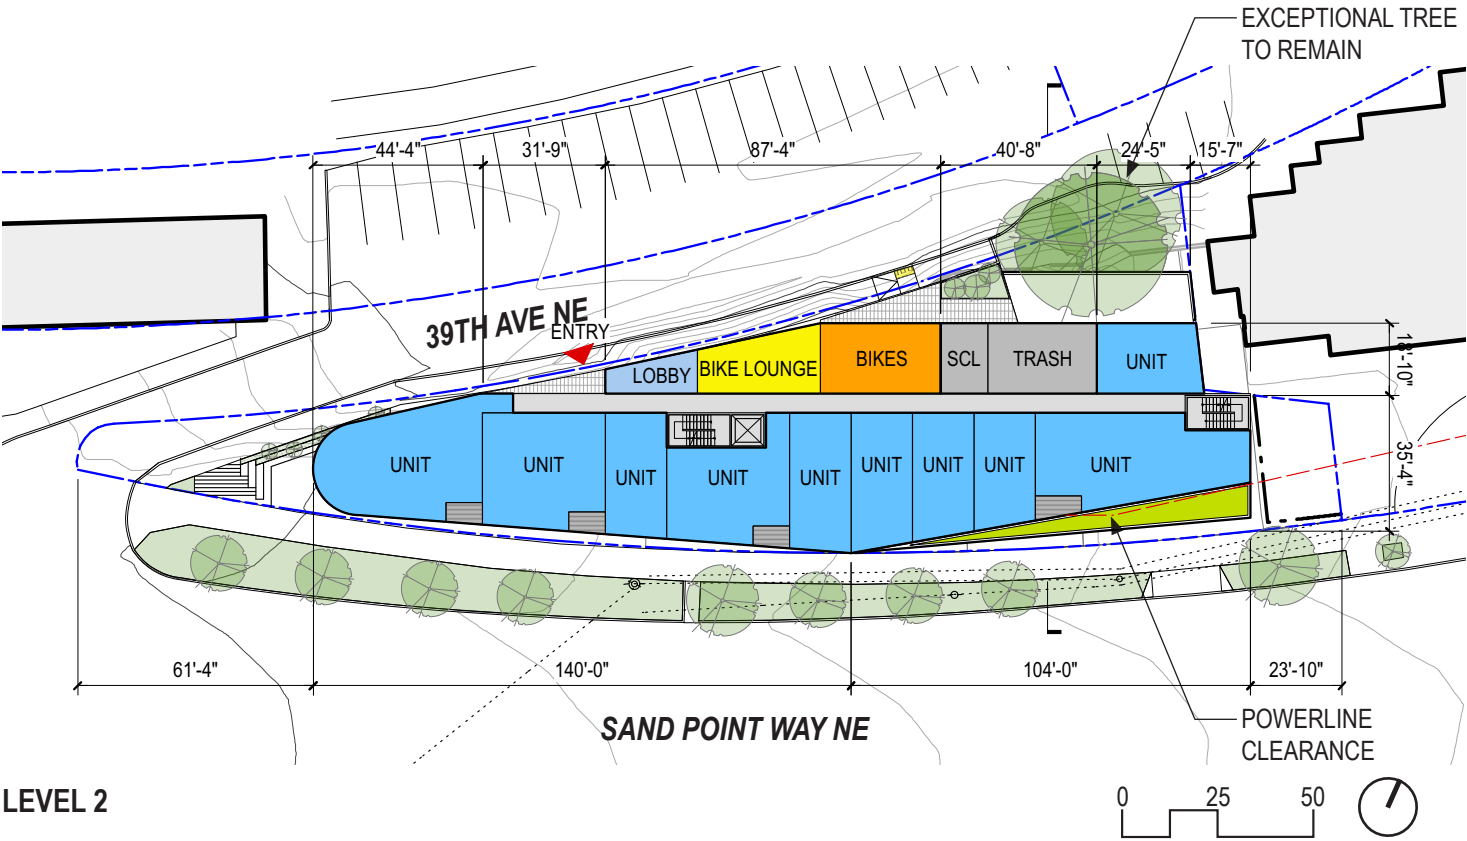 EXCEPTIONAL TREE
TO REMAIN
44'-4"
31'-9"
87'-4"
40'-8"
24'-5"
15'-7"
39TH AVE NE
ENTRY
LOBBY
BIKE LOUNGE
BIKES
SCL
TRASH
UNIT
18'-10"
UNIT
UNIT
UNIT
UNIT
UNIT
UNIT
UNIT
UNIT
UNIT
35'-4"
61'-4"
140'-0"
104'-0"
23'-10"
SAND POINT WAY NE
POWERLINE
CLEARANCE
LEVEL 2
0
25
50